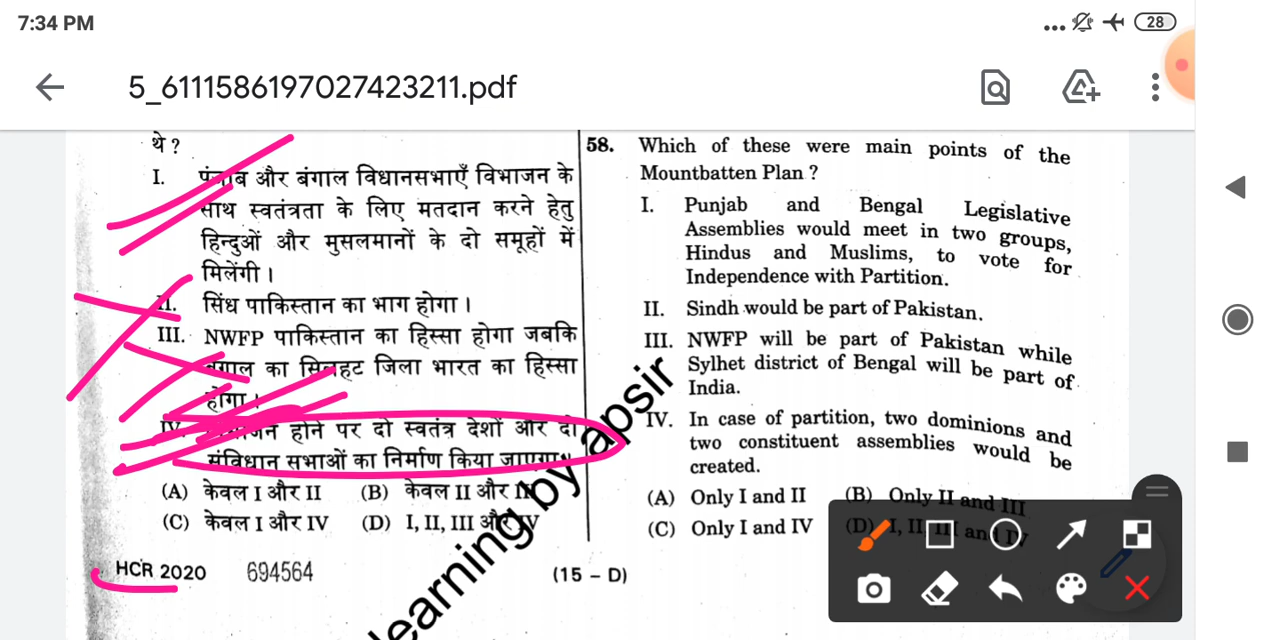 7:34 PM
28
5_6111586197027423211.pdf
थे ?
I. पंजाब और बंगाल विधानसभाएँ विभाजन के
साथ स्वतंत्रता के लिए मतदान करने हेतु
हिन्दुओं और मुसलमानों के दो समूहों में
मिलेंगी ।
II. सिंध पाकिस्तान का भाग होगा ।
III. NWFP पाकिस्तान का हिस्सा होगा जबकि
बंगाल का सिलहट जिला भारत का हिस्सा
होगा ।
IV. होने पर दो स्वतंत्र देशों और दो
संविधान सभाओं का निर्माण किया जाएगा।
(A) केवल I और II (B) केवल II और III
(C) केवल I और IV (D) I, II, III और IV
HCR 2020 694564 (15 – D)
58. Which of these were main points of the
Mountbatten Plan ?
I. Punjab and Bengal Legislative
Assemblies would meet in two groups,
Hindus and Muslims, to vote for
Independence with Partition.
II. Sindh would be part of Pakistan.
III. NWFP will be part of Pakistan while
Sylhet district of Bengal will be part of
India.
IV. In case of partition, two dominions and
two constituent assemblies would be
created.
(A) Only I and II (B) Only II and III
(C) Only I and IV (D) I, II, III and IV
learning by apsir